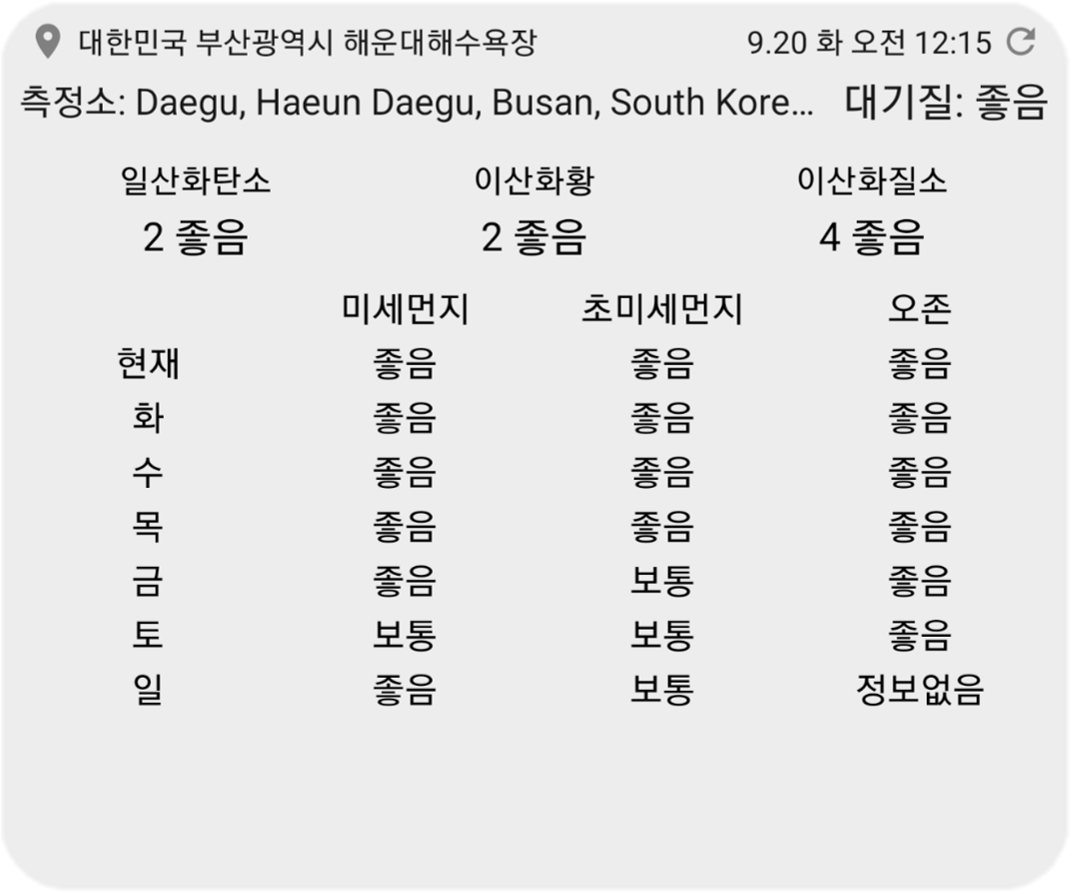 대한민국 부산광역시 해운대해수욕장 9.20 화 오전 12:15
측정소: Daegu, Haeun Daegu, Busan, South Kore... 대기질: 좋음
일산화탄소 이산화황 이산화질소
2 좋음 2 좋음 4 좋음
미세먼지 초미세먼지 오존
현재 좋음 좋음 좋음
화 좋음 좋음 좋음
수 좋음 좋음 좋음
목 좋음 좋음 좋음
금 좋음 보통 좋음
토 보통 보통 좋음
일 좋음 보통 정보없음